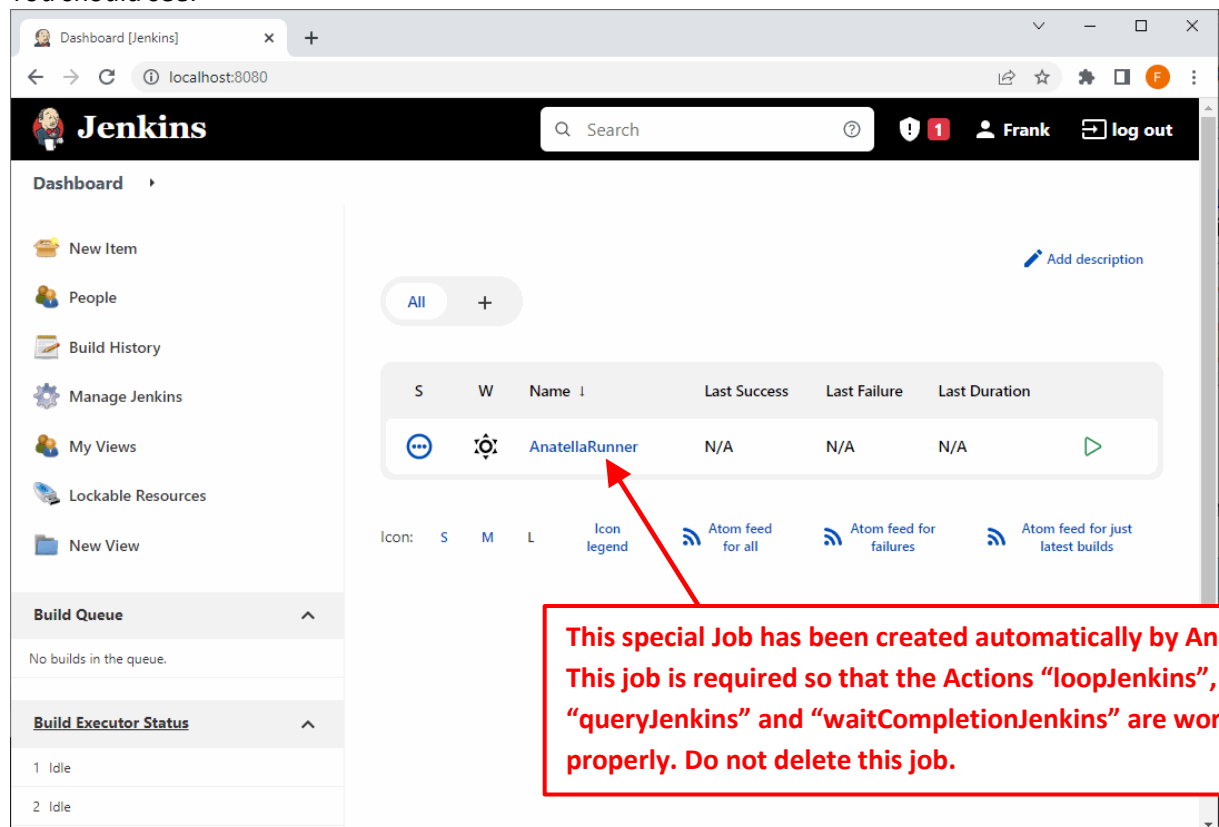 Dashboard [Jenkins]
localhost:8080
F
Jenkins
Search
1
Frank
log out
Dashboard
New Item
People
Build History
Manage Jenkins
My Views
Lockable Resources
New View
Add description
All +
S W Name ↓ Last Success Last Failure Last Duration
AnatellaRunner N/A N/A N/A
Icon: S M L
Icon
legend
Atom feed
for all
Atom feed for
failures
Atom feed for just
latest builds
Build Queue
No builds in the queue.
Build Executor Status
1 Idle
2 Idle
This special Job has been created automatically by An
This job is required so that the Actions “loopJenkins”,
“queryJenkins” and “waitCompletionJenkins” are wor
properly. Do not delete this job.